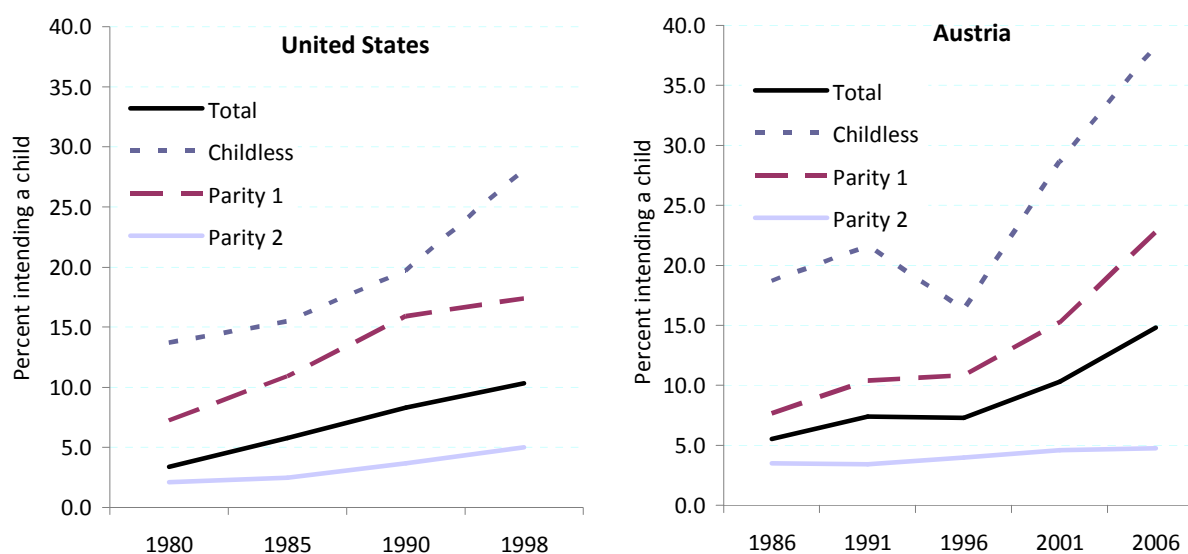 United States
Percent intending a child
40.0
35.0
30.0
25.0
20.0
15.0
10.0
5.0
0.0
Total
Childless
Parity 1
Parity 2
1980 1985 1990 1998
Austria
Percent intending a child
40.0
35.0
30.0
25.0
20.0
15.0
10.0
5.0
0.0
Total
Childless
Parity 1
Parity 2
1986 1991 1996 2001 2006